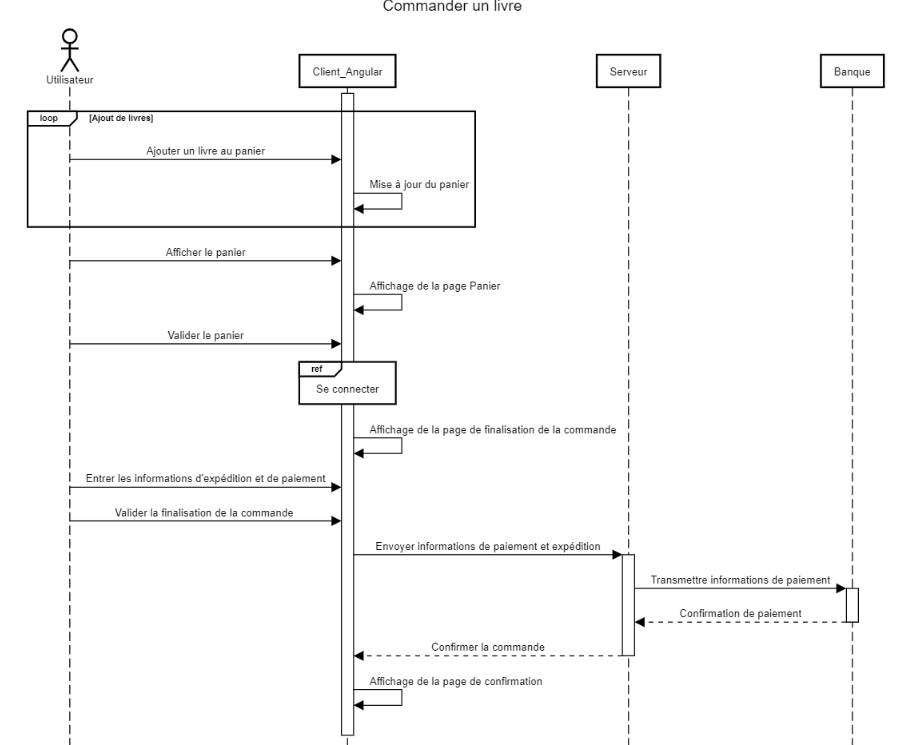 Commander un livre
Utilisateur
Client_Angular
Serveur
Banque
loop
[Ajout de livres]
Ajouter un livre au panier
Mise à jour du panier
Afficher le panier
Affichage de la page Panier
Valider le panier
ref
Se connecter
Affichage de la page de finalisation de la commande
Entrer les informations d'expédition et de paiement
Valider la finalisation de la commande
Envoyer informations de paiement et expédition
Transmettre informations de paiement
Confirmation de paiement
Confirmer la commande
Affichage de la page de confirmation